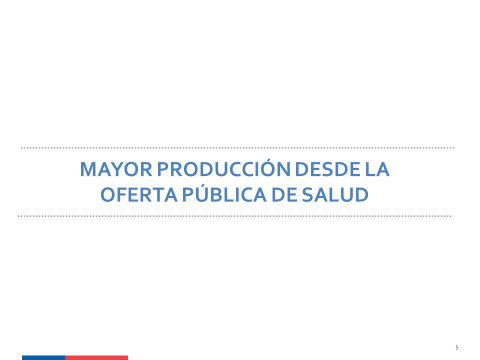 MAYOR PRODUCCIÓN DESDE LA
OFERTA PÚBLICA DE SALUD
5